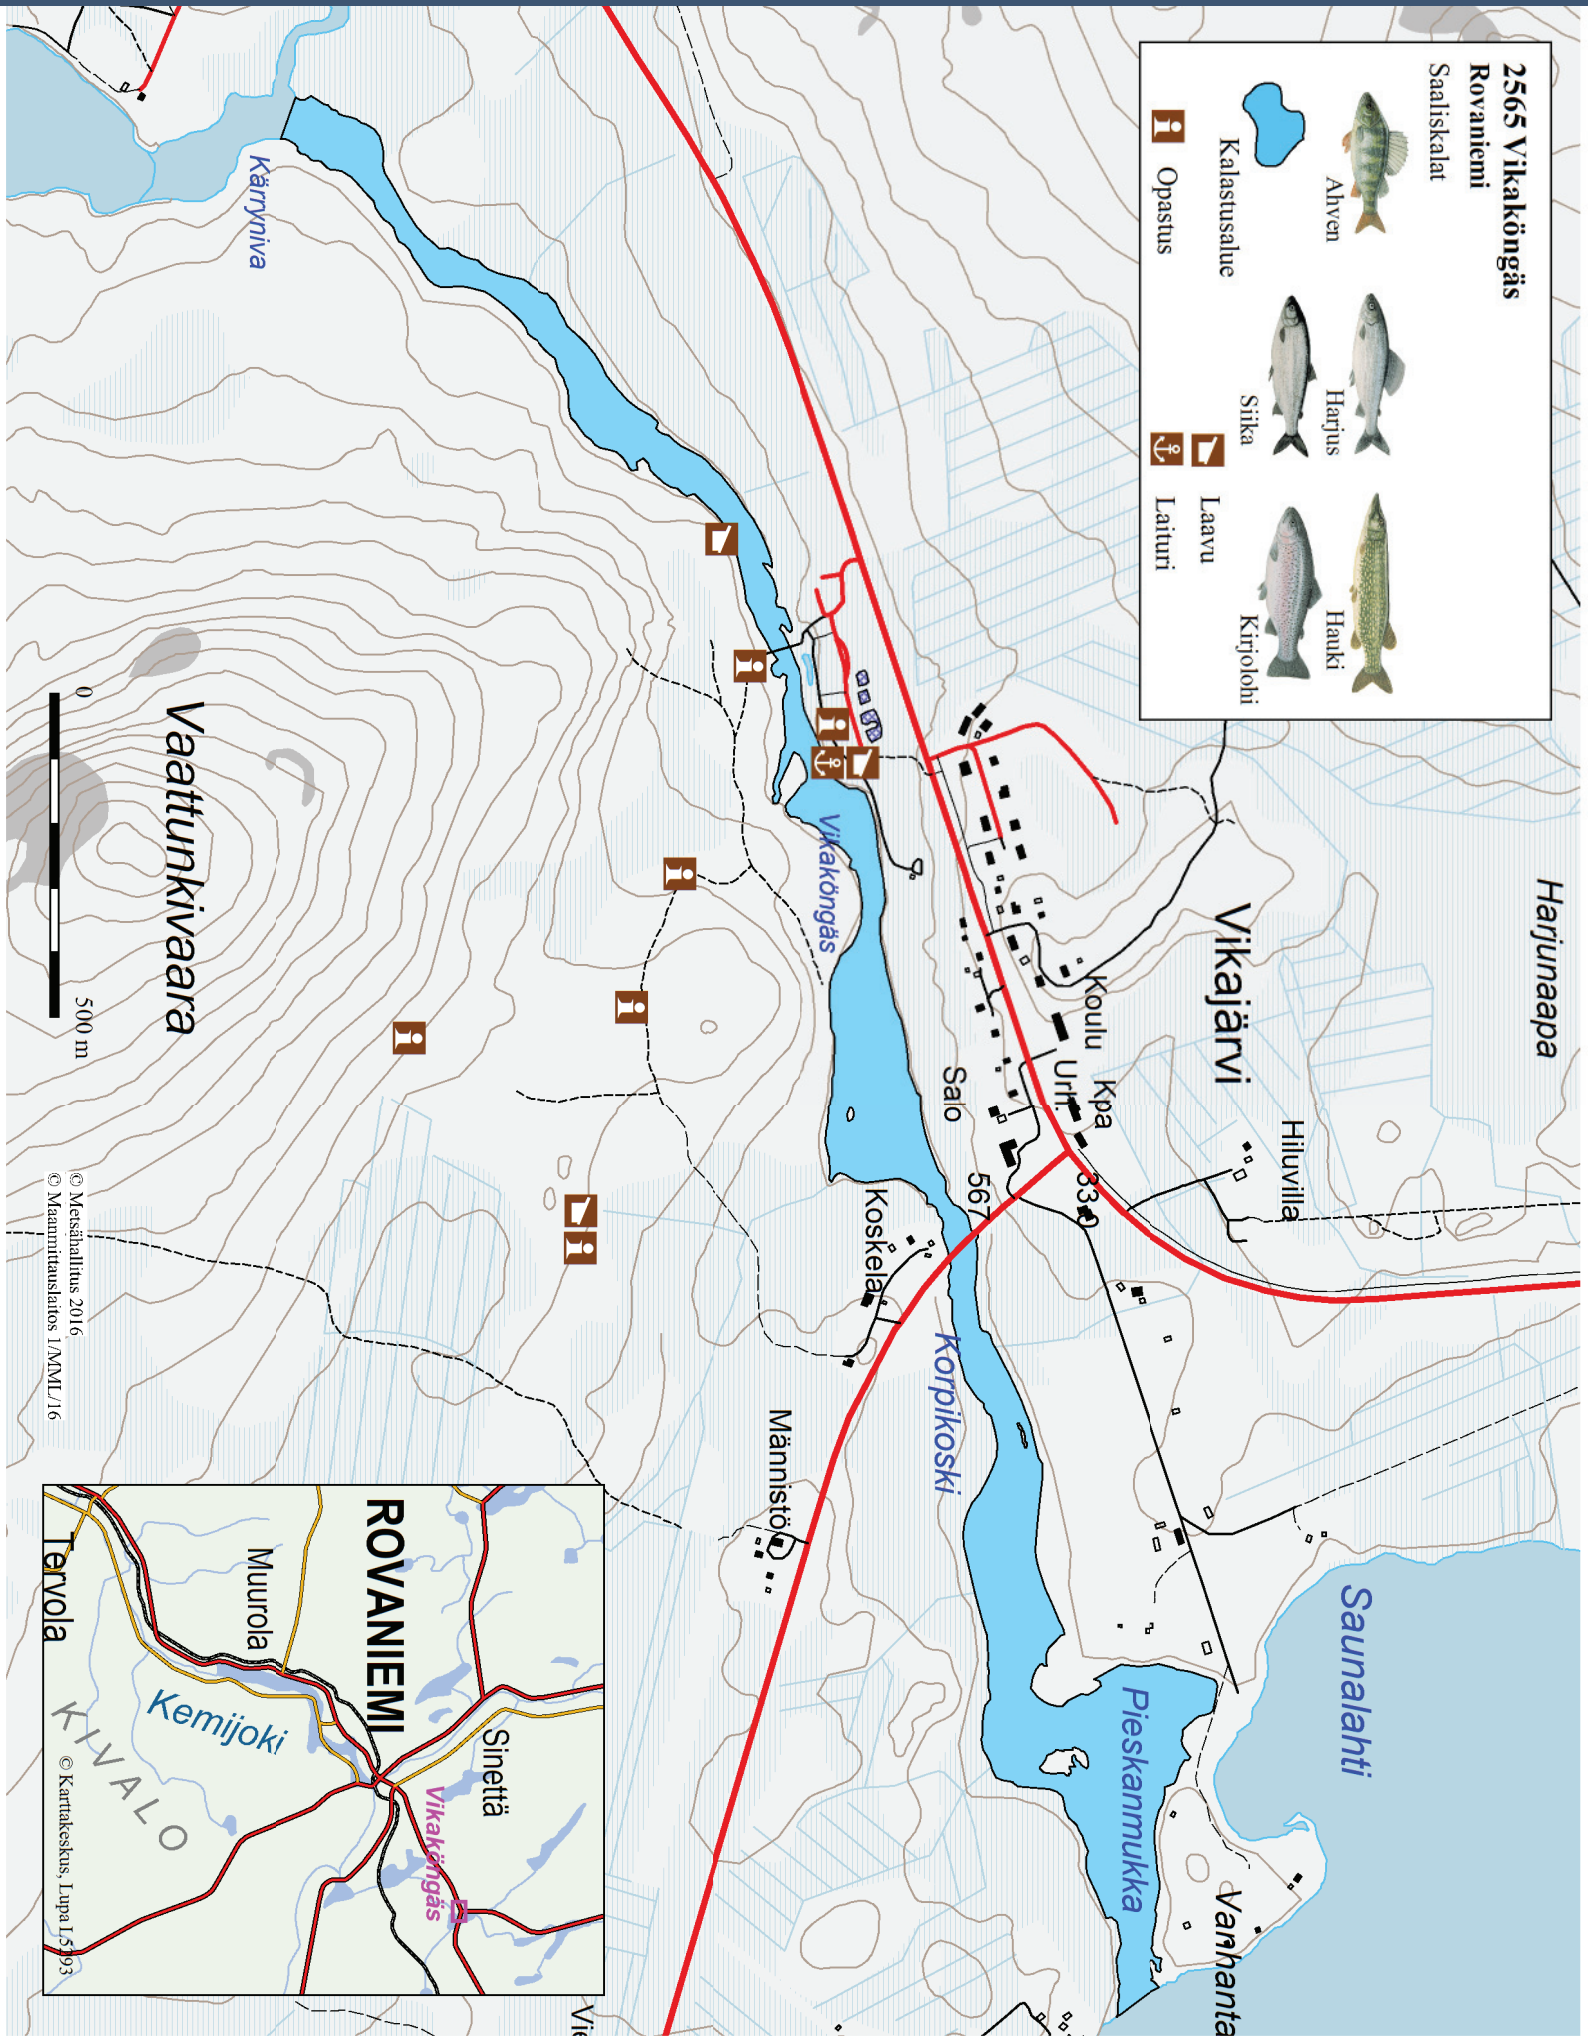 2565 Vikaköngäs
Rovaniemi
Saaliskalat
Ahven
Harjus
Hauki
Siika
Kirjolohi
Kalastusalue
Laavu
Opastus
Laituri
Harjunaapa
Vikajärvi
Hiluvilla
Koulu
Kpa
Urh.
Salo
567
330
Saunalahti
Kärryniva
Vikaköngäs
Koskela
Korpikoski
Pieskanmukka
Vanhanta
Männistö
Vaattunkivaara
Vie
0
500 m
© Metsähallitus 2016
© Maanmittauslaitos 1/MML/16
ROVANIEMI
Sinettä
Vikaköngäs
Muurola
Kemijoki
Tervola
KIVALO
© Karttakeskus, Lupa L5293